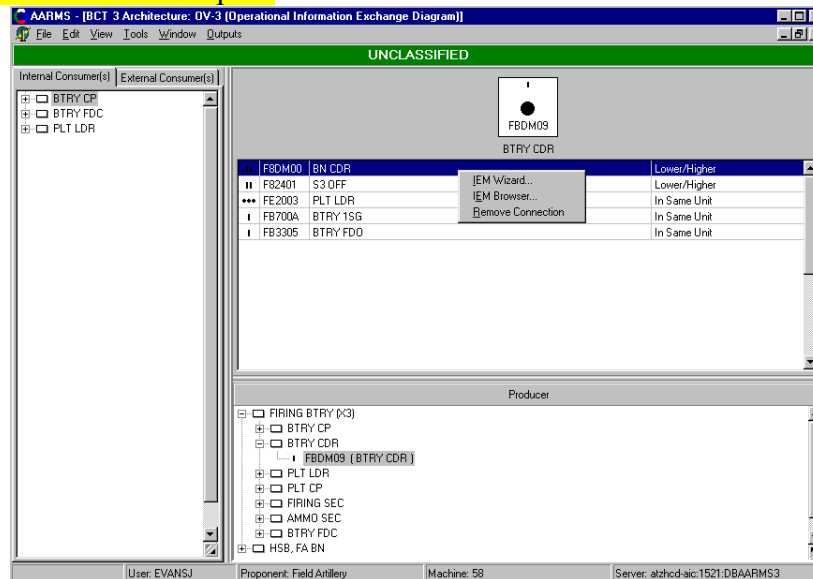 AARMS - [BCT 3 Architecture: OV-3 (Operational Information Exchange Diagram)]
File Edit View Tools Window Outputs
UNCLASSIFIED
Internal Consumer(s) External Consumer(s)
BTRY CP
BTRY FDC
PLT LDR
FBDM09
BTRY CDR
F8DM00 BN CDR Lower/Higher
F82401 S3 OFF Lower/Higher
FE2003 PLT LDR In Same Unit
FB700A BTRY 1SG In Same Unit
FB3305 BTRY FDO In Same Unit
IEM Wizard...
IEM Browser...
Remove Connection
Producer
FIRING BTRY (X3)
BTRY CP
BTRY CDR
FBDM09 ( BTRY CDR )
PLT LDR
PLT CP
FIRING SEC
AMMO SEC
BTRY FDC
HSB, FA BN
User: EVANSJ Proponent: Field Artillery Machine: 58 Server: atzhcd-aic:1521:DBAARMS3